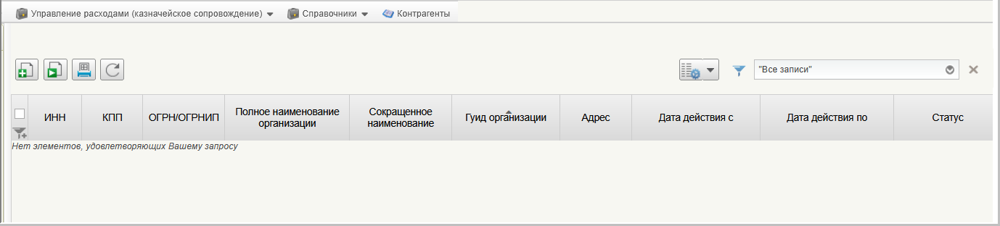 Управление расходами (казначейское сопровождение) Справочники Контрагенты
"Все записи"
ИНН КПП ОГРН/ОГРНИП Полное наименование организации Сокращенное наименование Гуид организации Адрес Дата действия с Дата действия по Статус
Нет элементов, удовлетворяющих Вашему запросу